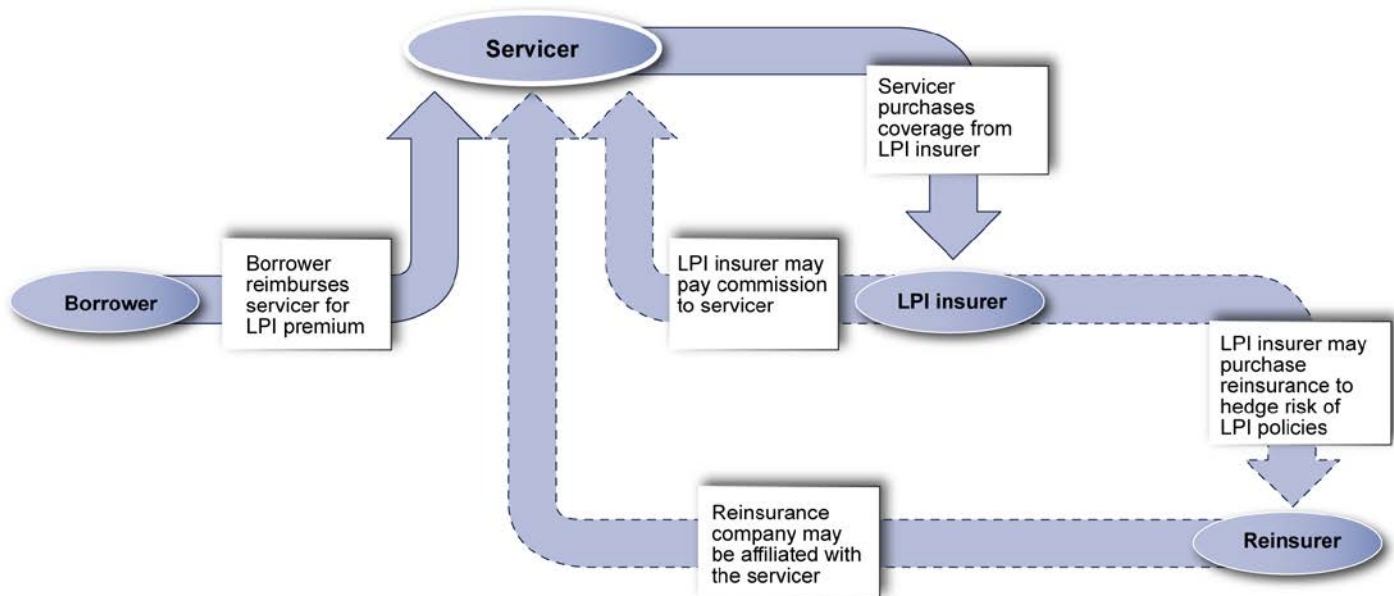 Servicer
Servicer
purchases
coverage from
LPI insurer
Borrower
Borrower
reimburses
servicer for
LPI premium
LPI insurer may
pay commission
to servicer
LPI insurer
LPI insurer may
purchase
reinsurance to
hedge risk of
LPI policies
Reinsurance
company may
be affiliated with
the servicer
Reinsurer